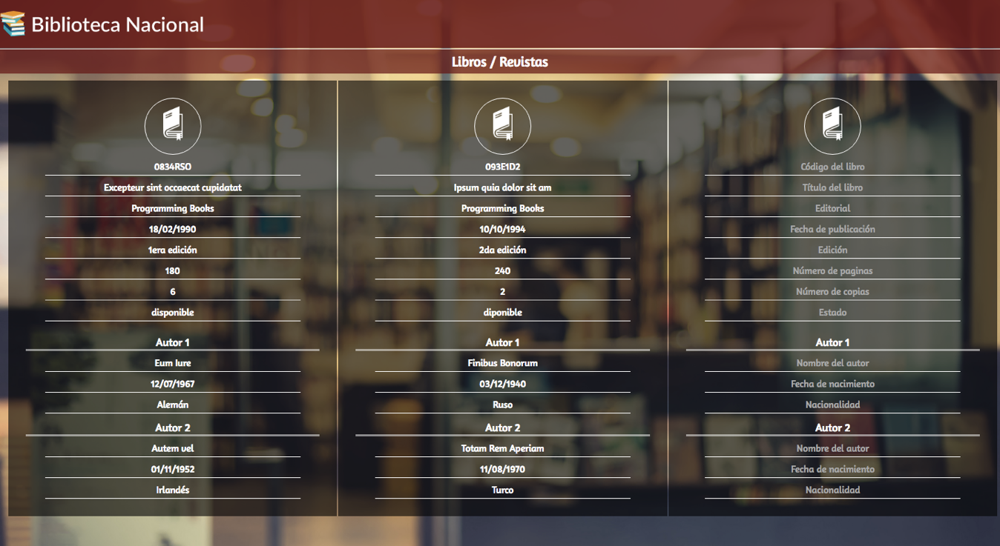 Biblioteca Nacional
Libros / Revistas
0834RSO
Excepteur sint occaecat cupidatat
Programming Books
18/02/1990
1era edición
180
6
disponible
Autor 1
Eum Iure
12/07/1967
Alemán
Autor 2
Autem vel
01/11/1952
Irlandés
093E1D2
Ipsum quia dolor sit am
Programming Books
10/10/1994
2da edición
240
2
diponible
Autor 1
Finibus Bonorum
03/12/1940
Ruso
Autor 2
Totam Rem Aperiam
11/08/1970
Turco
Código del libro
Título del libro
Editorial
Fecha de publicación
Edición
Número de paginas
Número de copias
Estado
Autor 1
Nombre del autor
Fecha de nacimiento
Nacionalidad
Autor 2
Nombre del autor
Fecha de nacimiento
Nacionalidad